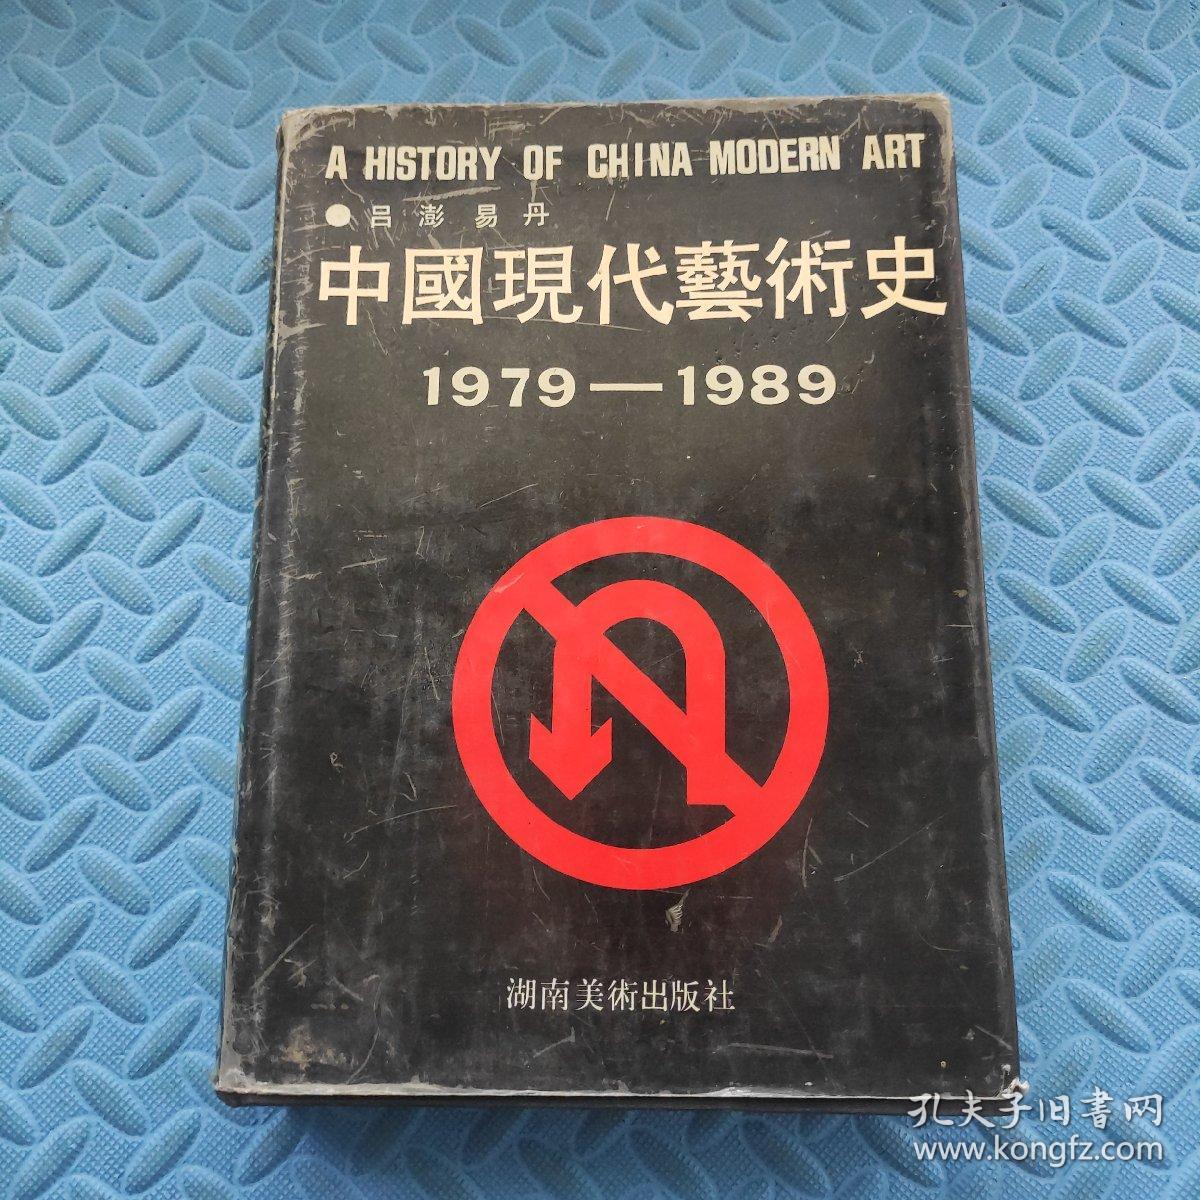 A HISTORY OF CHINA MODERN ART
●吕澎 易丹
中國現代藝術史
1979—1989
湖南美術出版社
孔夫子旧書网
www.kongfz.com